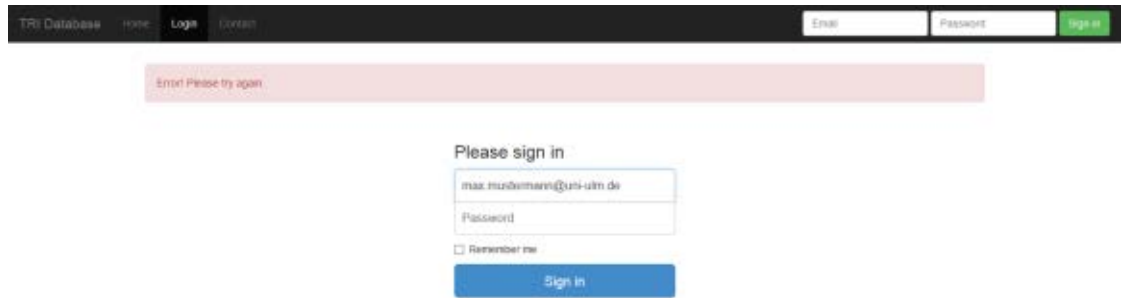 TRI Database Home Login Contact Email Password Sign in
Error! Please try again.
Please sign in
max.mustermann@uni-ulm.de
Password
Remember me
Sign in